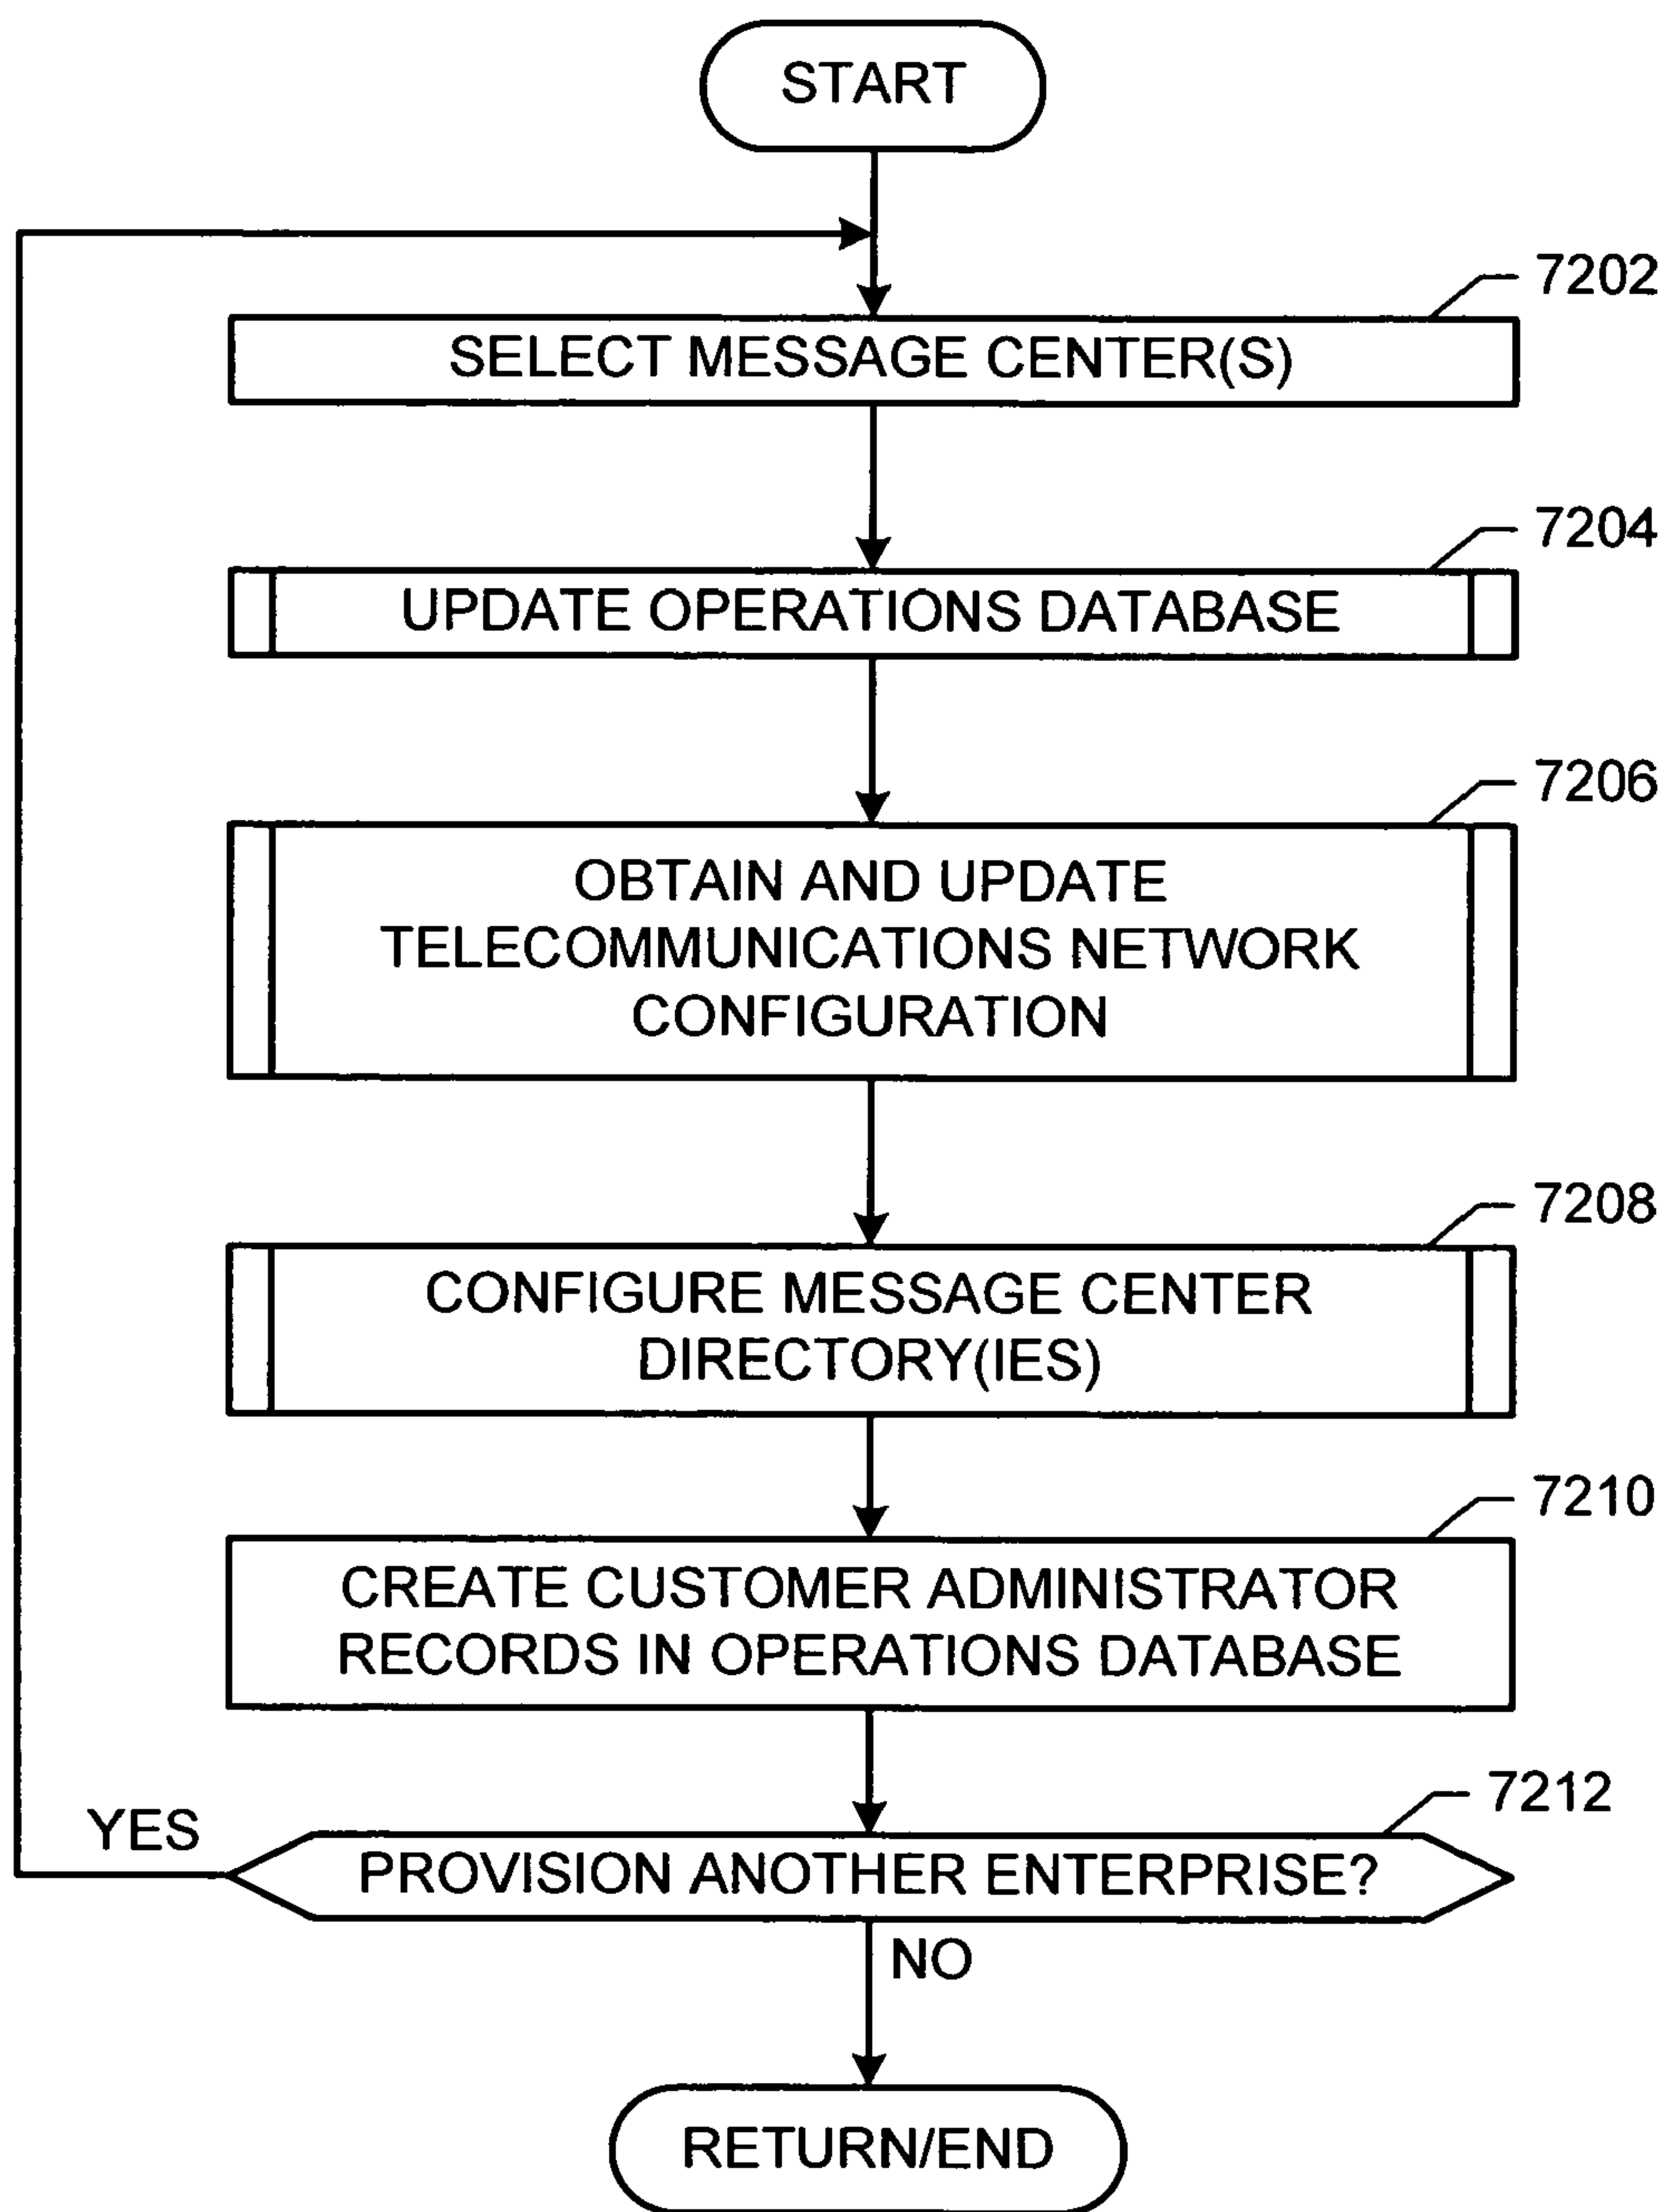 START
7202
SELECT MESSAGE CENTER(S)
7204
UPDATE OPERATIONS DATABASE
7206
OBTAIN AND UPDATE
TELECOMMUNICATIONS NETWORK
CONFIGURATION
7208
CONFIGURE MESSAGE CENTER
DIRECTORY(IES)
7210
CREATE CUSTOMER ADMINISTRATOR
RECORDS IN OPERATIONS DATABASE
7212
YES
PROVISION ANOTHER ENTERPRISE?
NO
RETURN/END